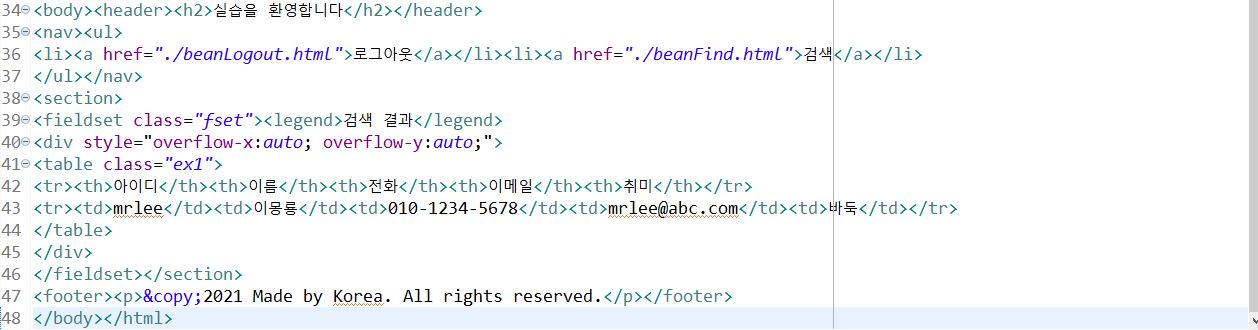 34 <body><header><h2>실습을 환영합니다</h2></header>
35 <nav><ul>
36 <li><a href="./beanLogout.html">로그아웃</a></li><li><a href="./beanFind.html">검색</a></li>
37 </ul></nav>
38 <section>
39 <fieldset class="fset"><legend>검색 결과</legend>
40 <div style="overflow-x:auto; overflow-y:auto;">
41 <table class="ex1">
42 <tr><th>아이디</th><th>이름</th><th>전화</th><th>이메일</th><th>취미</th></tr>
43 <tr><td>mrlee</td><td>이몽룡</td><td>010-1234-5678</td><td>mrlee@abc.com</td><td>바둑</td></tr>
44 </table>
45 </div>
46 </fieldset></section>
47 <footer><p>&copy;2021 Made by Korea. All rights reserved.</p></footer>
48 </body></html>